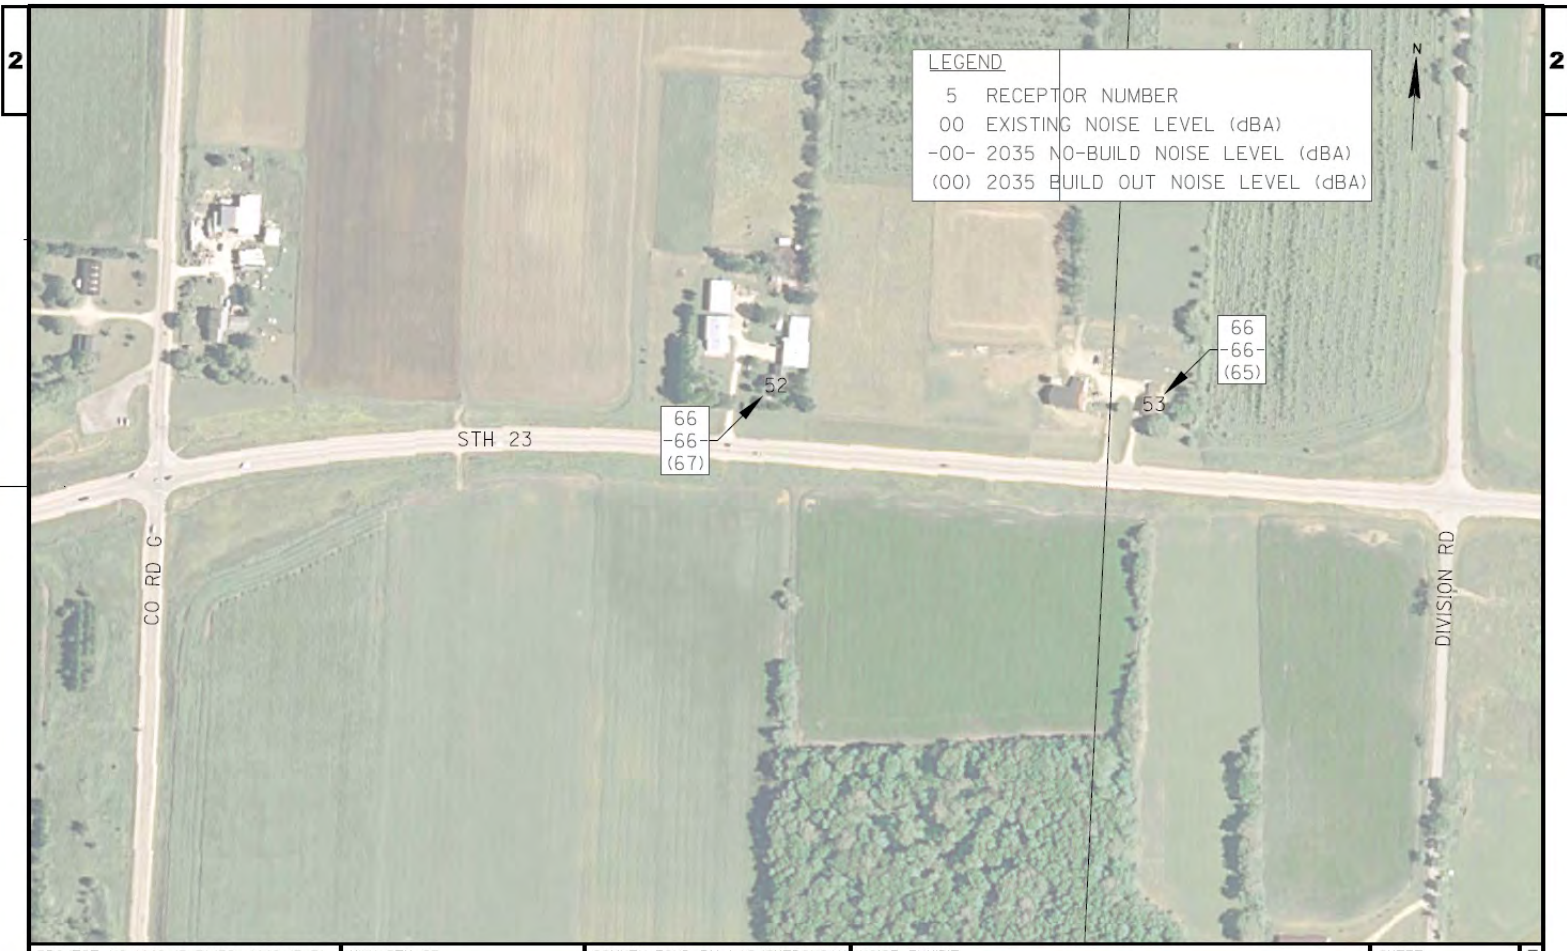 2
2
LEGEND
5 RECEPTOR NUMBER
00 EXISTING NOISE LEVEL (dBA)
-00- 2035 NO-BUILD NOISE LEVEL (dBA)
(00) 2035 BUILD OUT NOISE LEVEL (dBA)
N
66
-66-
(65)
52
53
66
-66-
(67)
STH 23
CO RD G
DIVISION RD